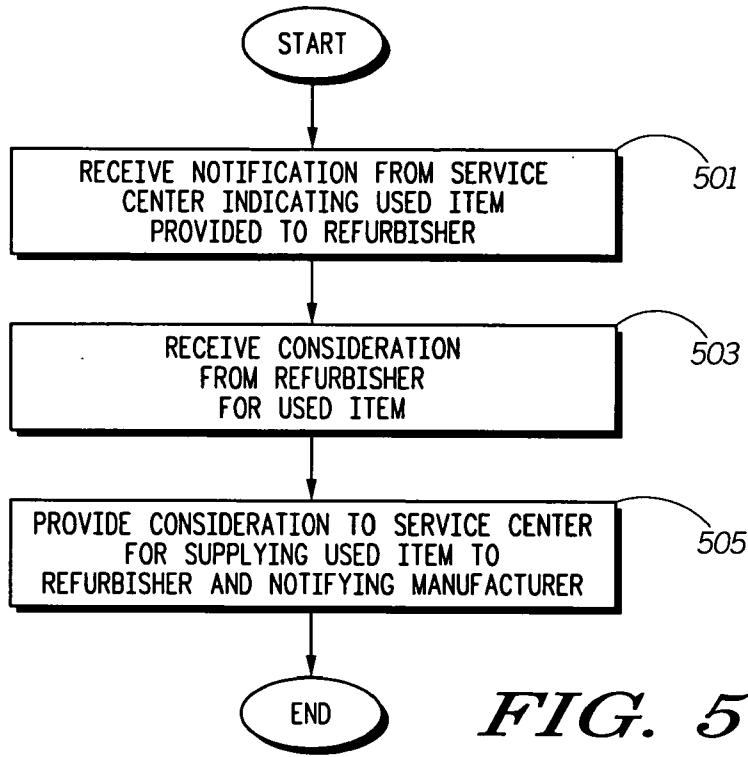 START
RECEIVE NOTIFICATION FROM SERVICE
CENTER INDICATING USED ITEM
PROVIDED TO REFURBISHER
501
RECEIVE CONSIDERATION
FROM REFURBISHER
FOR USED ITEM
503
PROVIDE CONSIDERATION TO SERVICE CENTER
FOR SUPPLYING USED ITEM TO
REFURBISHER AND NOTIFYING MANUFACTURER
505
END
FIG. 5